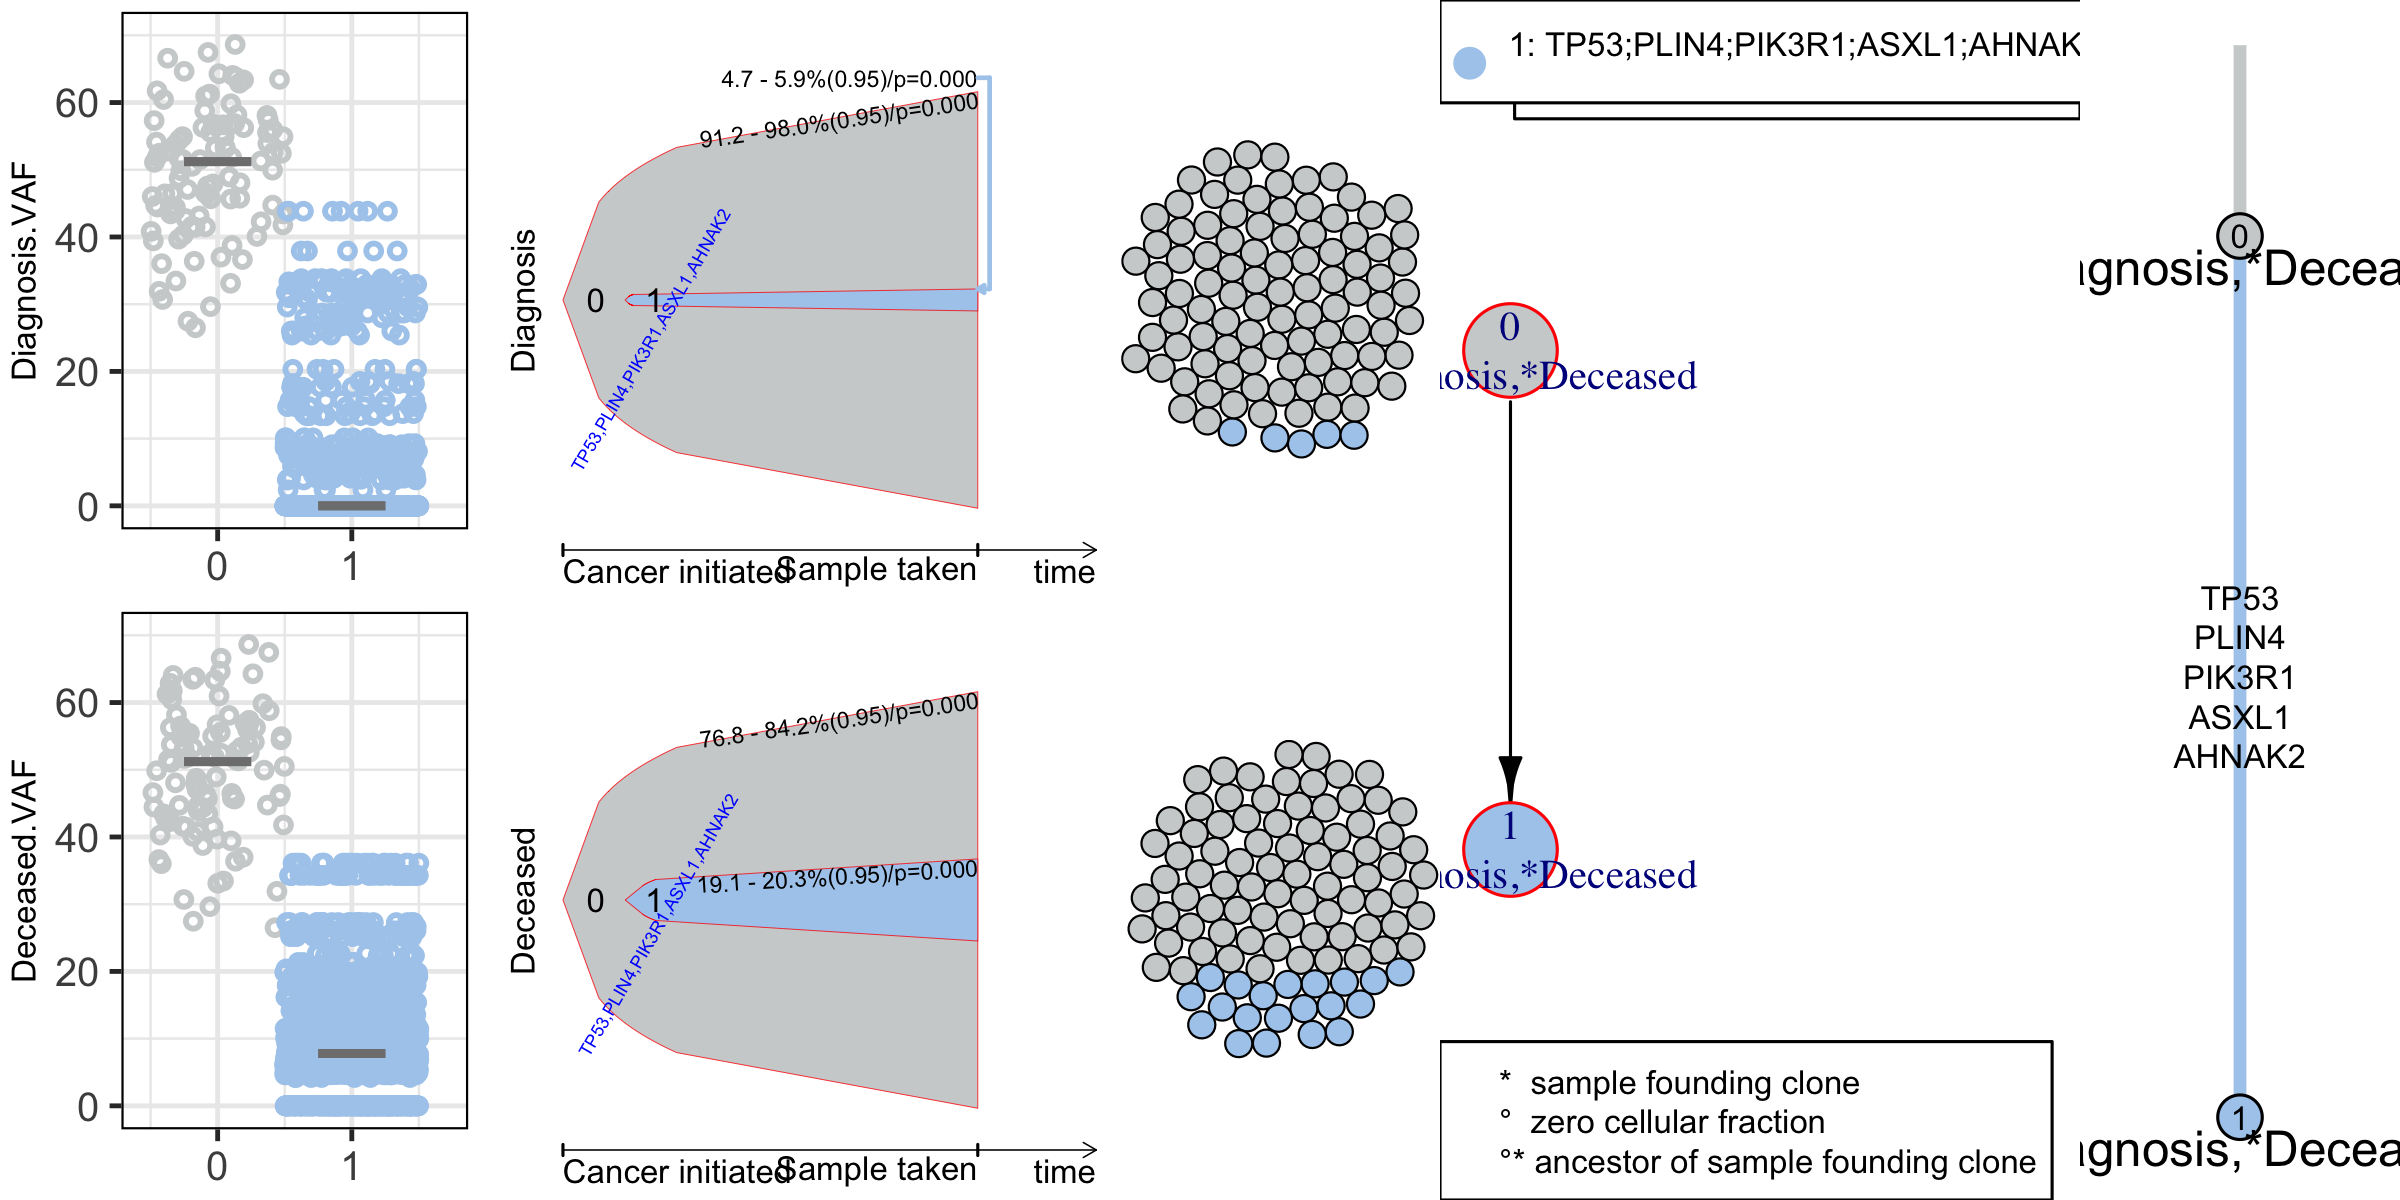 Diagnosis.VAF
60
40
20
0
0
1
Diagnosis
4.7 - 5.9%(0.95)/p=0.000
91.2 - 98.0%(0.95)/p=0.000
0
1
TP53,PLIN4,PIK3R1,ASXL1,AHNAK2
Cancer initiated
Sample taken
time
Deceased.VAF
60
40
20
0
0
1
Deceased
76.8 - 84.2%(0.95)/p=0.000
19.1 - 20.3%(0.95)/p=0.000
0
1
TP53,PLIN4,PIK3R1,ASXL1,AHNAK2
Cancer initiated
Sample taken
time
1: TP53;PLIN4;PIK3R1;ASXL1;AHNAK
0
nosis,*Deceased
1
nosis,*Deceased
* sample founding clone
° zero cellular fraction
°* ancestor of sample founding clone
0
agnosis,*Decea
TP53
PLIN4
PIK3R1
ASXL1
AHNAK2
1
agnosis,*Decea